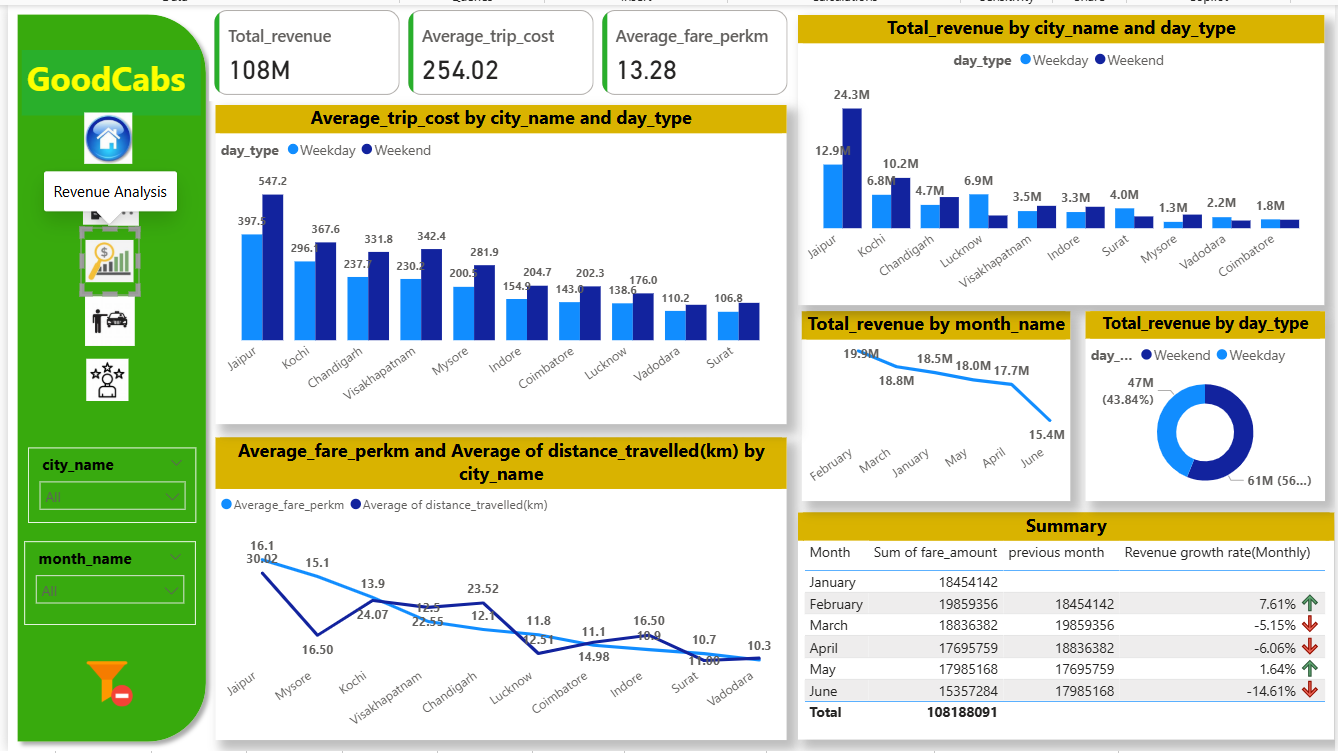 GoodCabs
Revenue Analysis
city_name
All
month_name
All
Total_revenue
108M
Average_trip_cost
254.02
Average_fare_perkm
13.28
Average_trip_cost by city_name and day_type
day_type Weekday Weekend
547.2
397.5
367.6
296.1
331.8
237.7
342.4
230.2
281.9
200.5
204.7
154.9
202.3
143.0
176.0
138.6
110.2
106.8
Jaipur
Kochi
Chandigarh
Visakhapatnam
Mysore
Indore
Coimbatore
Lucknow
Vadodara
Surat
Average_fare_perkm and Average of distance_travelled(km) by
city_name
Average_fare_perkm Average of distance_travelled(km)
16.1
30.02
15.1
16.50
13.9
24.07
12.5
22.55
23.52
12.1
11.8
12.51
11.1
14.98
16.50
10.9
10.7
11.00
10.3
Jaipur
Mysore
Kochi
Visakhapatnam
Chandigarh
Lucknow
Coimbatore
Indore
Surat
Vadodara
Total_revenue by city_name and day_type
day_type Weekday Weekend
24.3M
12.9M
10.2M
6.8M
4.7M
6.9M
3.5M
3.3M
4.0M
1.3M
2.2M
1.8M
Jaipur
Kochi
Chandigarh
Lucknow
Visakhapatnam
Indore
Surat
Mysore
Vadodara
Coimbatore
Total_revenue by month_name
19.9M
18.8M
18.5M
18.0M
17.7M
15.4M
February
March
January
May
April
June
Total_revenue by day_type
day_... Weekend Weekday
47M
(43.84%)
61M (56...)
Summary
Month Sum of fare_amount previous month Revenue growth rate(Monthly)
January 18454142
February 19859356 18454142 7.61%
March 18836382 19859356 -5.15%
April 17695759 18836382 -6.06%
May 17985168 17695759 1.64%
June 15357284 17985168 -14.61%
Total 108188091